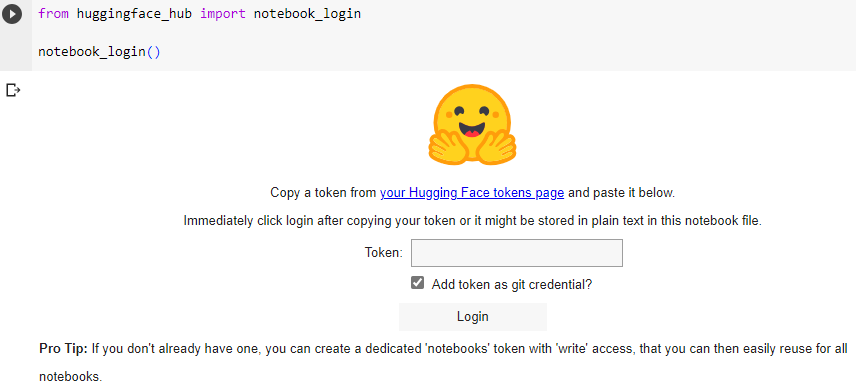 from huggingface_hub import notebook_login
notebook_login()
Copy a token from your Hugging Face tokens page and paste it below.
Immediately click login after copying your token or it might be stored in plain text in this notebook file.
Token:
Add token as git credential?
Login
Pro Tip: If you don't already have one, you can create a dedicated 'notebooks' token with 'write' access, that you can then easily reuse for all
notebooks.